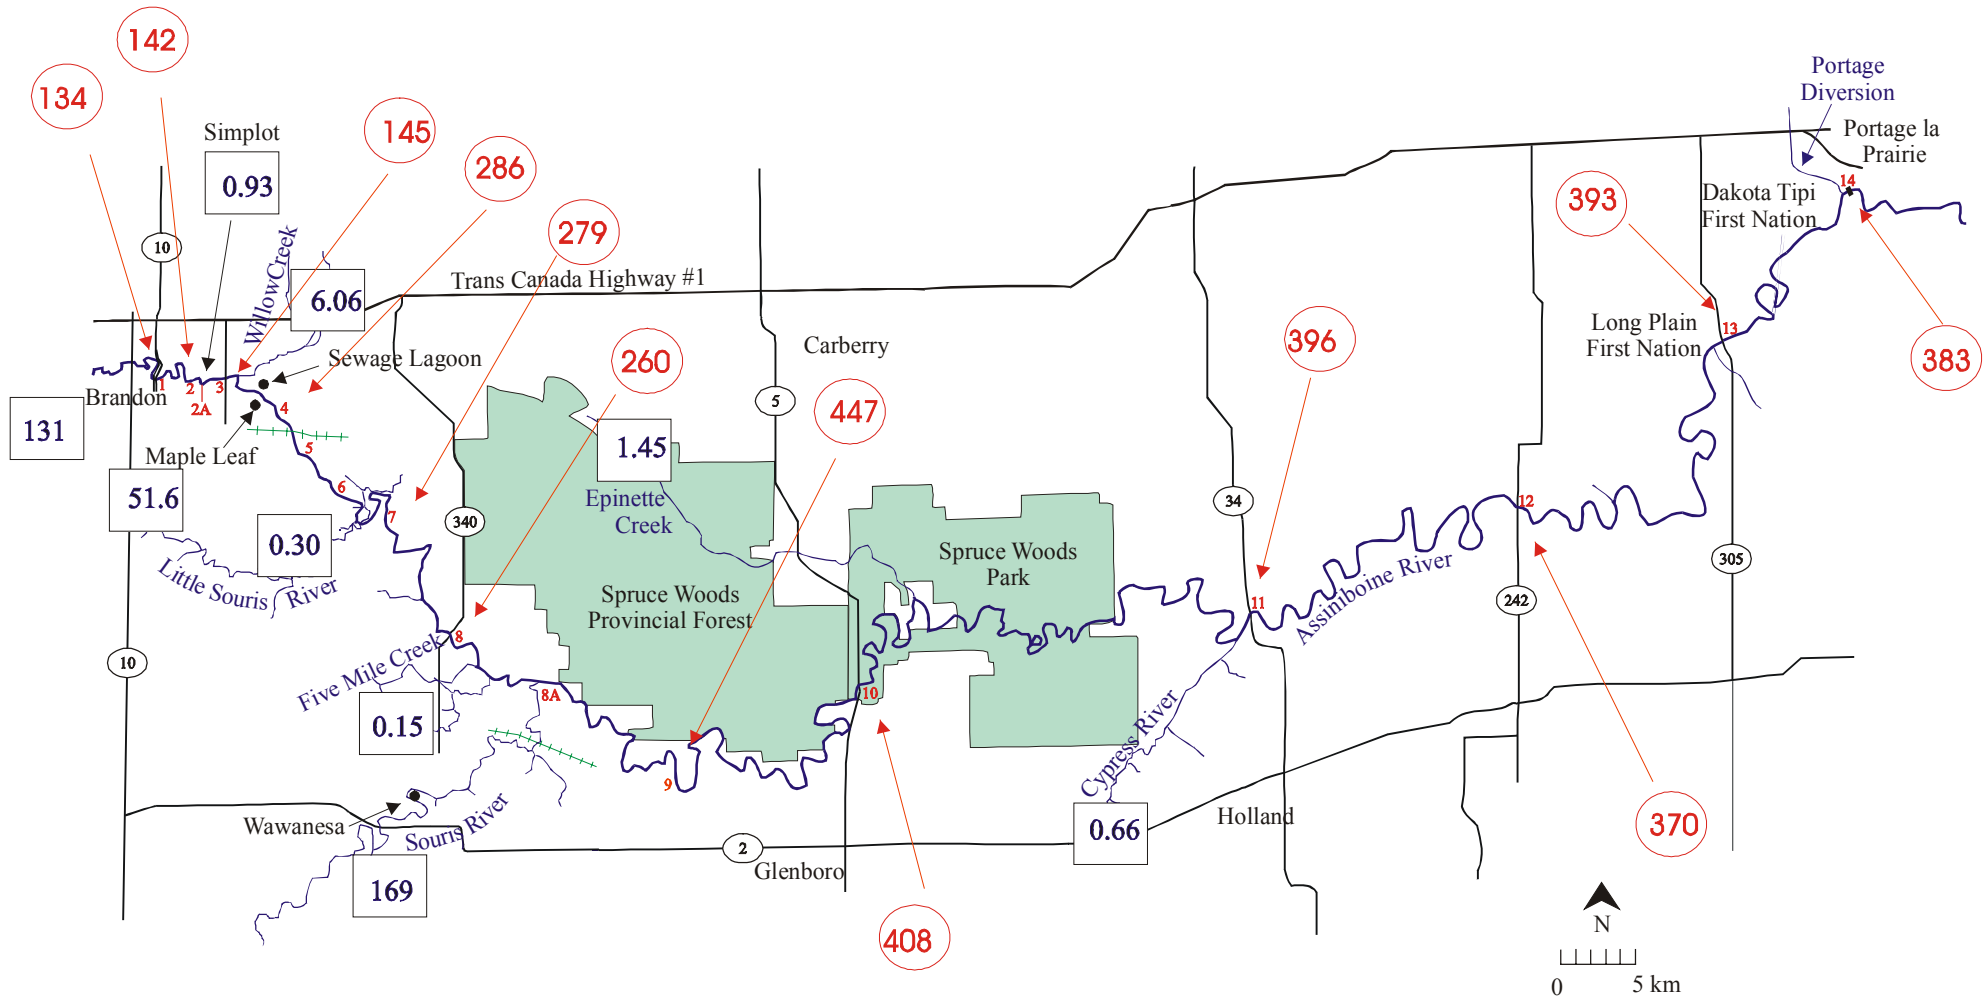 142
134
Simplot
0.93
145
286
279
10
WillowCreek
6.06
Trans Canada Highway #1
Portage
Diversion
Portage la
Prairie
14
Dakota Tipi
First Nation
393
383
13
Long Plain
First Nation
396
Carberry
260
447
5
Sewage Lagoon
1
2
3
2A
Brandon
4
131
Maple Leaf
5
51.6
6
7
0.30
340
Little Souris River
1.45
Epinette
Creek
Spruce Woods
Provincial Forest
Spruce Woods
Park
34
11
12
Assiniboine River
242
305
10
8
Five Mile Creek
8A
0.15
9
10
Cypress River
Wawanesa
Souris River
169
2
Glenboro
408
0.66
Holland
370
N
0
5 km